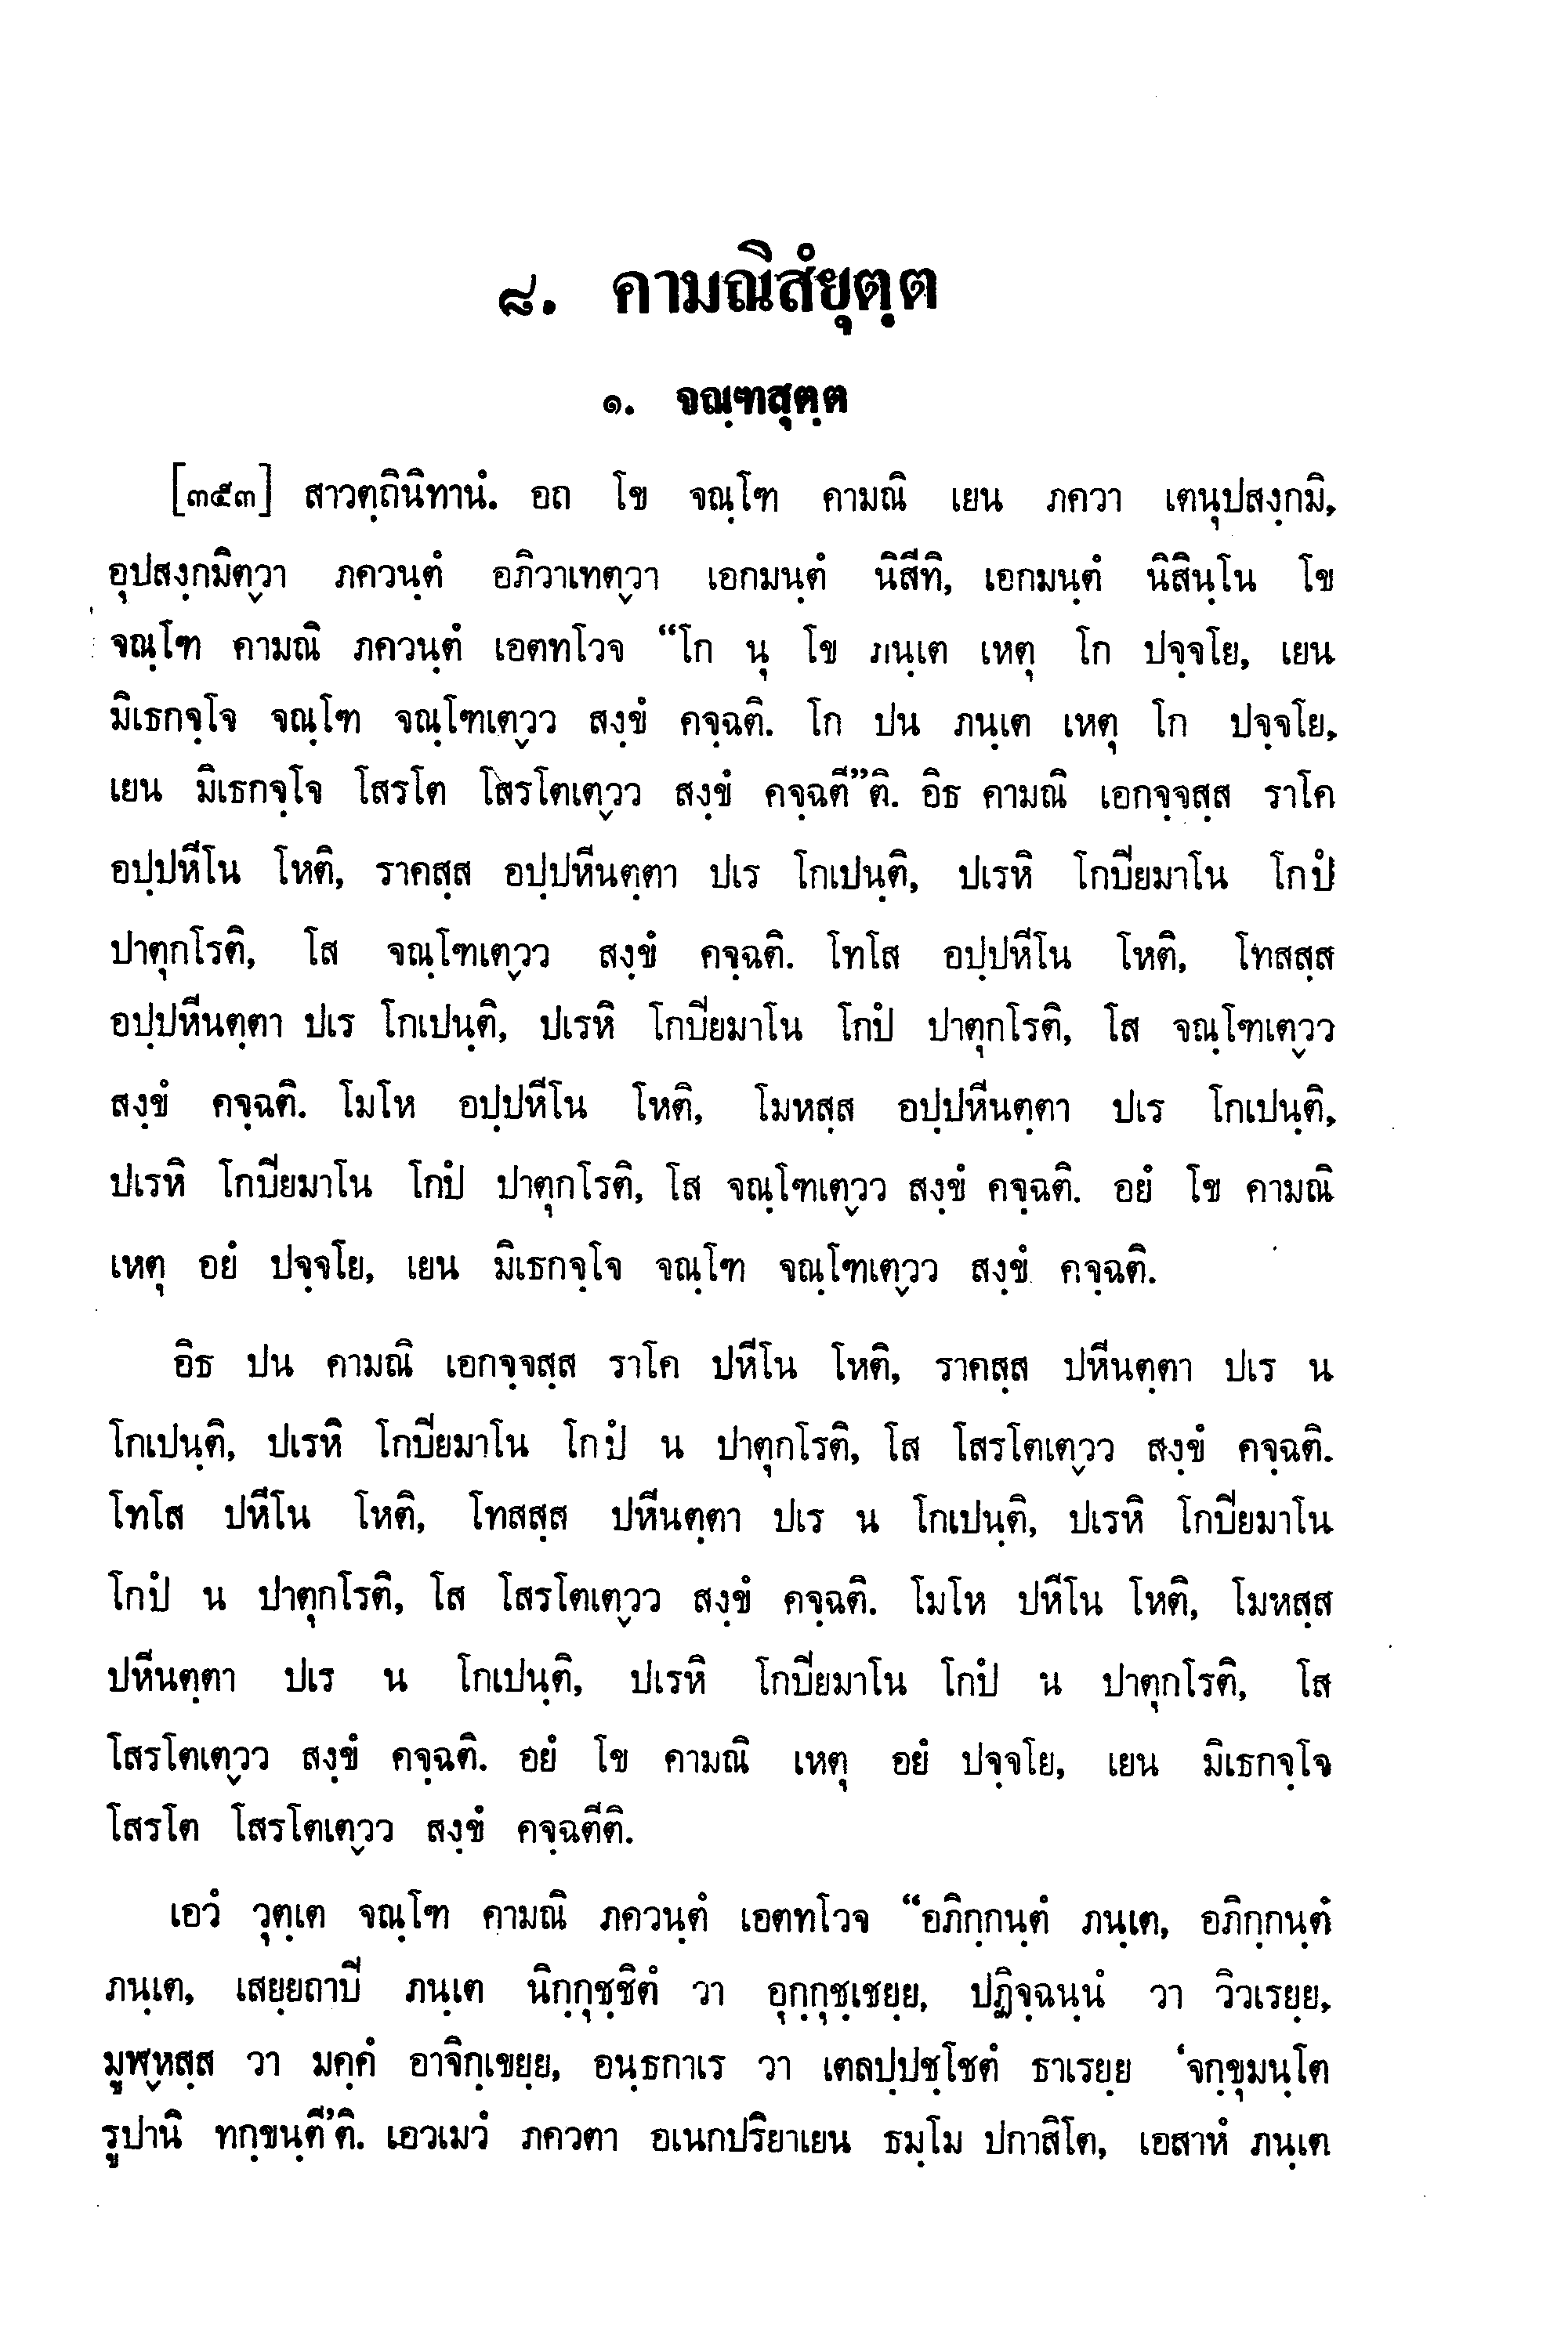 ๘. คามณิสํยุตฺต
๑. จณฺฑสุตฺต
[๓๕๓] สาวตฺถินิทานํ. อถ โข จณฺโฑ คามณิ เยน ภควา เตนุปสงฺกมิ,
อุปสงฺกมิตฺวา ภควนฺตํ อภิวาเทตฺวา เอกมนฺตํ นิสีทิ, เอกมนฺตํ นิสินฺโน โข
จณฺโฑ คามณิ ภควนฺตํ เอตทโวจ “โก นุ โข ภนฺเต เหตุ โก ปจฺจโย, เยน
มิเธกจฺโจ จณฺโฑ จณฺโฑเตฺวว สงฺขํ คจฺฉติ. โก ปน ภนฺเต เหตุ โก ปจฺจโย,
เยน มิเธกจฺโจ โสรโต โสรโตเตฺวว สงฺขํ คจฺฉตี”ติ. อิธ คามณิ เอกจฺจสฺส ราโค
อปฺปหีโน โหติ, ราคสฺส อปฺปหีนตฺตา ปเร โกเปนฺติ, ปเรหิ โกปียมาโน โกปํ
ปาตุกโรติ, โส จณฺโฑเตฺวว สงฺขํ คจฺฉติ. โทโส อปฺปหีโน โหติ, โทสสฺส
อปฺปหีนตฺตา ปเร โกเปนฺติ, ปเรหิ โกปียมาโน โกปํ ปาตุกโรติ, โส จณฺโฑเตฺวว
สงฺขํ คจฺฉติ. โมโห อปฺปหีโน โหติ, โมหสฺส อปฺปหีนตฺตา ปเร โกเปนฺติ,
ปเรหิ โกปียมาโน โกปํ ปาตุกโรติ, โส จณฺโฑเตฺวว สงฺขํ คจฺฉติ. อยํ โข คามณิ
เหตุ อยํ ปจฺจโย, เยน มิเธกจฺโจ จณฺโฑ จณฺโฑเตฺวว สงฺขํ คจฺฉติ.
อิธ ปน คามณิ เอกจฺจสฺส ราโค ปหีโน โหติ, ราคสฺส ปหีนตฺตา ปเร น
โกเปนฺติ, ปเรหิ โกปียมาโน โกปํ น ปาตุกโรติ, โส โสรโตเตฺวว สงฺขํ คจฺฉติ.
โทโส ปหีโน โหติ, โทสสฺส ปหีนตฺตา ปเร น โกเปนฺติ, ปเรหิ โกปียมาโน
โกปํ น ปาตุกโรติ, โส โสรโตเตฺวว สงฺขํ คจฺฉติ. โมโห ปหีโน โหติ, โมหสฺส
ปหีนตฺตา ปเร น โกเปนฺติ, ปเรหิ โกปียมาโน โกปํ น ปาตุกโรติ, โส
โสรโตเตฺวว สงฺขํ คจฺฉติ. อยํ โข คามณิ เหตุ อยํ ปจฺจโย, เยน มิเธกจฺโจ
โสรโต โสรโตเตฺวว สงฺขํ คจฺฉตีติ.
เอวํ วุตฺเต จณฺโฑ คามณิ ภควนฺตํ เอตทโวจ “อภิกฺกนฺตํ ภนฺเต, อภิกฺกนฺตํ
ภนฺเต, เสยฺยถาปี ภนฺเต นิกฺกุชฺชิตํ วา อุกฺกุชฺเชยฺย, ปฏิจฺฉนฺนํ วา วิวเรยฺย,
มูฬฺหสฺส วา มคฺคํ อาจิกฺเขยฺย, อนฺธกาเร วา เตลปฺปชฺโชตํ ธาเรยฺย ‘จกฺขุมนฺโต
รูปานิ ทกฺขนฺตี’ติ. เอวเมวํ ภควตา อเนกปริยาเยน ธมฺโม ปกาสิโต, เอสาหํ ภนฺเต